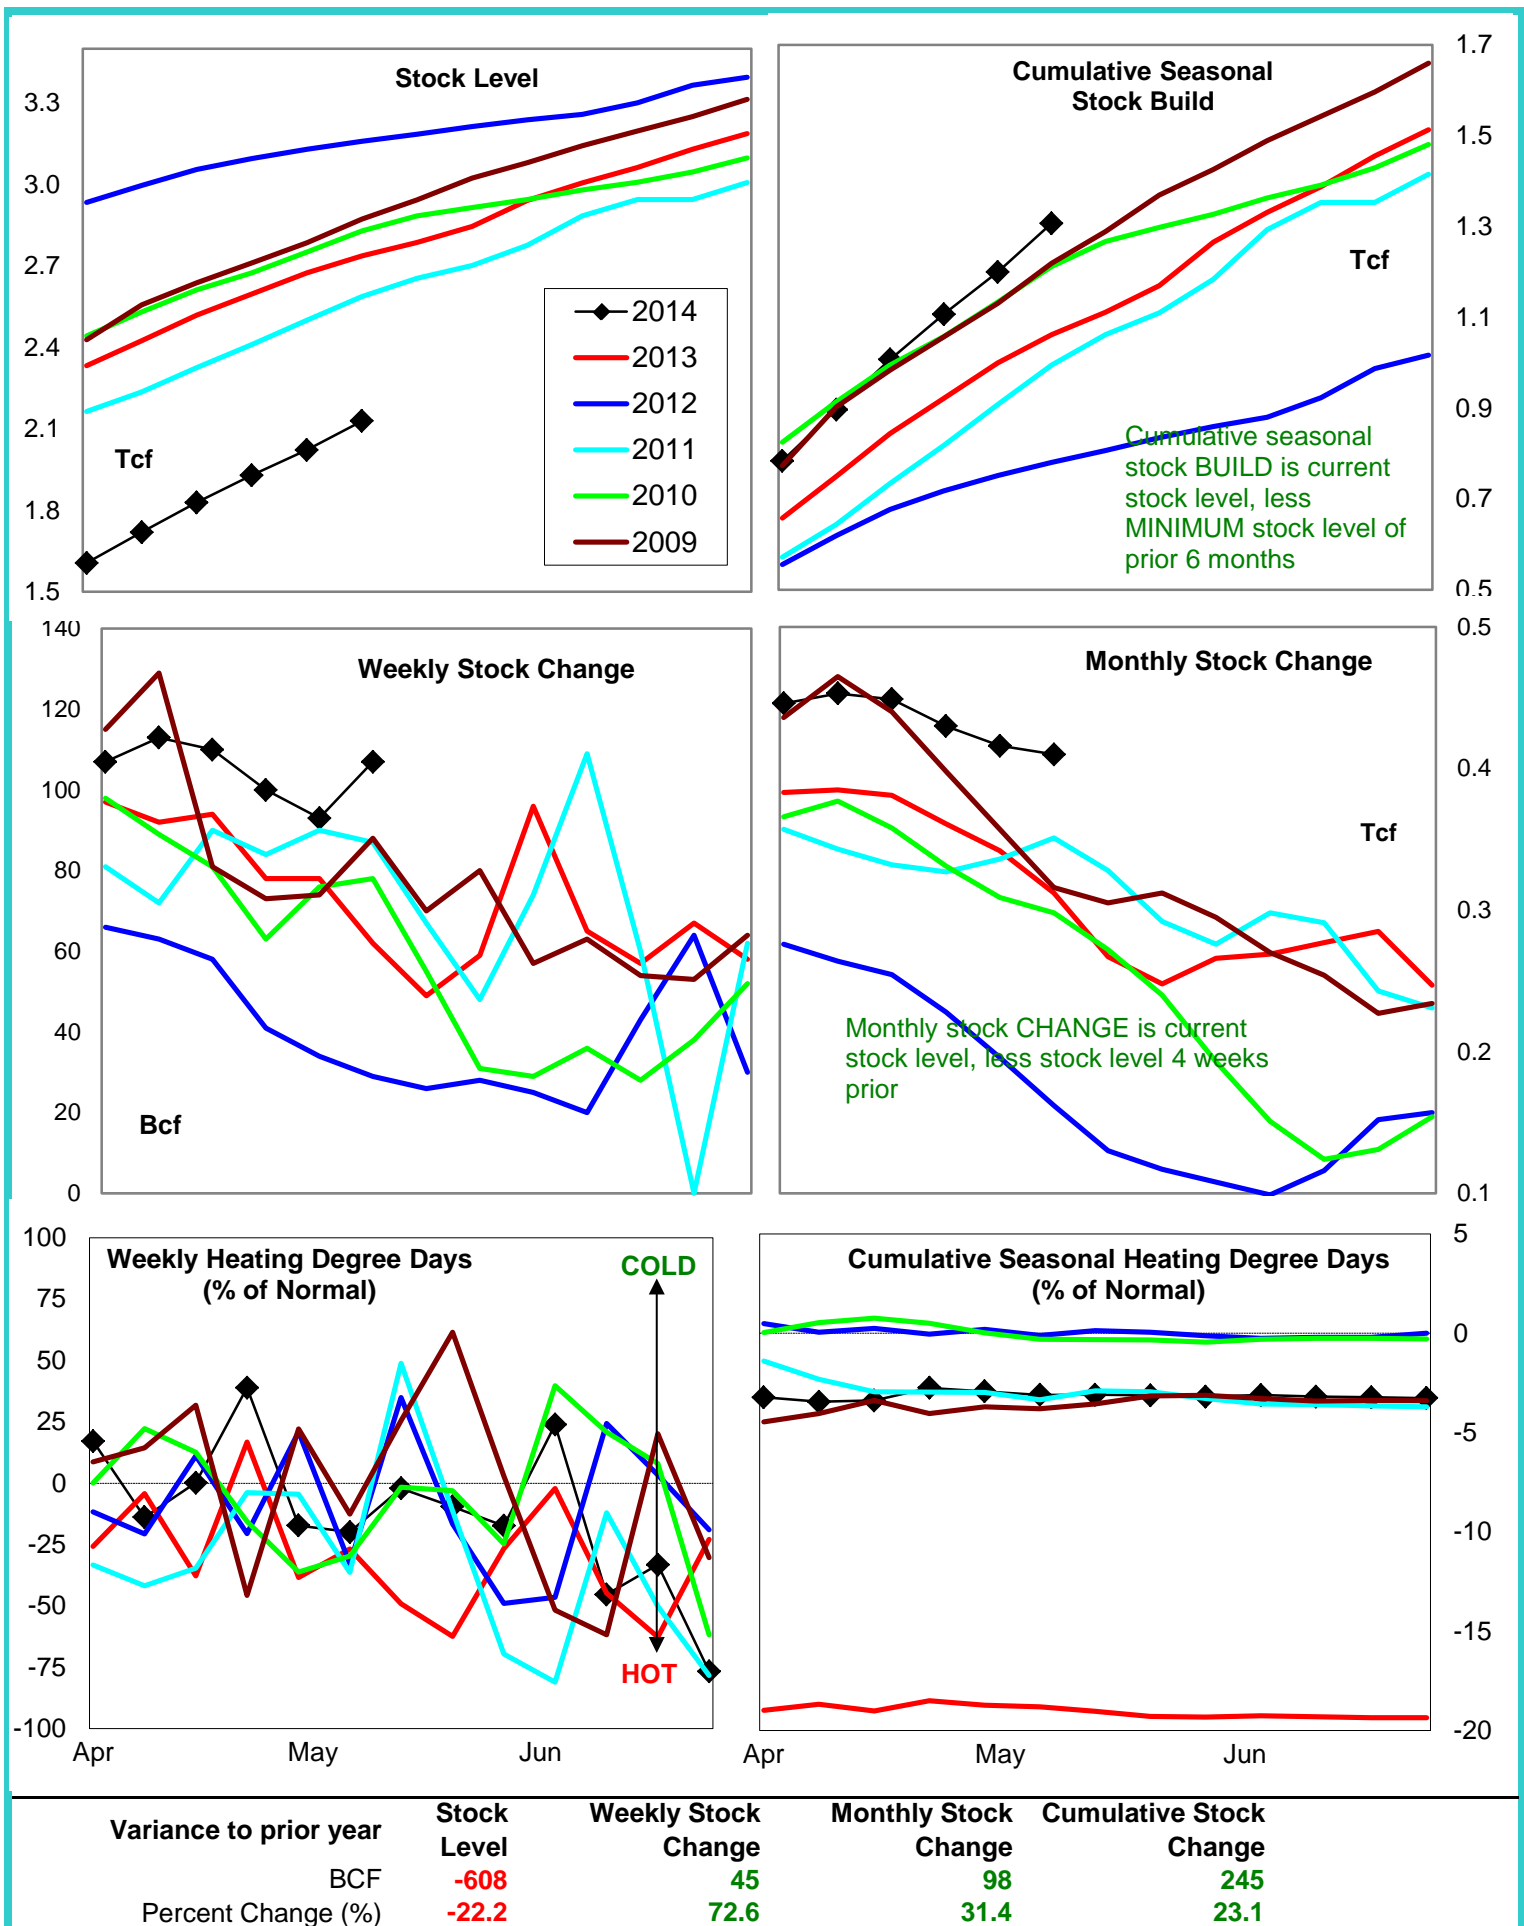 Stock Level
3.3
3.0
2.7
2.4
2.1
1.8
1.5
Tcf
2014
2013
2012
2011
2010
2009
Cumulative Seasonal
Stock Build
1.7
1.5
1.3
1.1
0.9
0.7
0.5
Tcf
Cumulative seasonal
stock BUILD is current
stock level, less
MINIMUM stock level of
prior 6 months
Weekly Stock Change
140
120
100
80
60
40
20
0
Bcf
Monthly Stock Change
0.5
0.4
0.3
0.2
0.1
Tcf
Monthly stock CHANGE is current
stock level, less stock level 4 weeks
prior
Weekly Heating Degree Days
(% of Normal)
COLD
HOT
100
75
50
25
0
-25
-50
-75
-100
Apr May Jun
Cumulative Seasonal Heating Degree Days
(% of Normal)
5
0
-5
-10
-15
-20
Apr May Jun
Variance to prior year Stock Level Weekly Stock Change Monthly Stock Change Cumulative Stock Change
BCF -608 45 98 245
Percent Change (%) -22.2 72.6 31.4 23.1